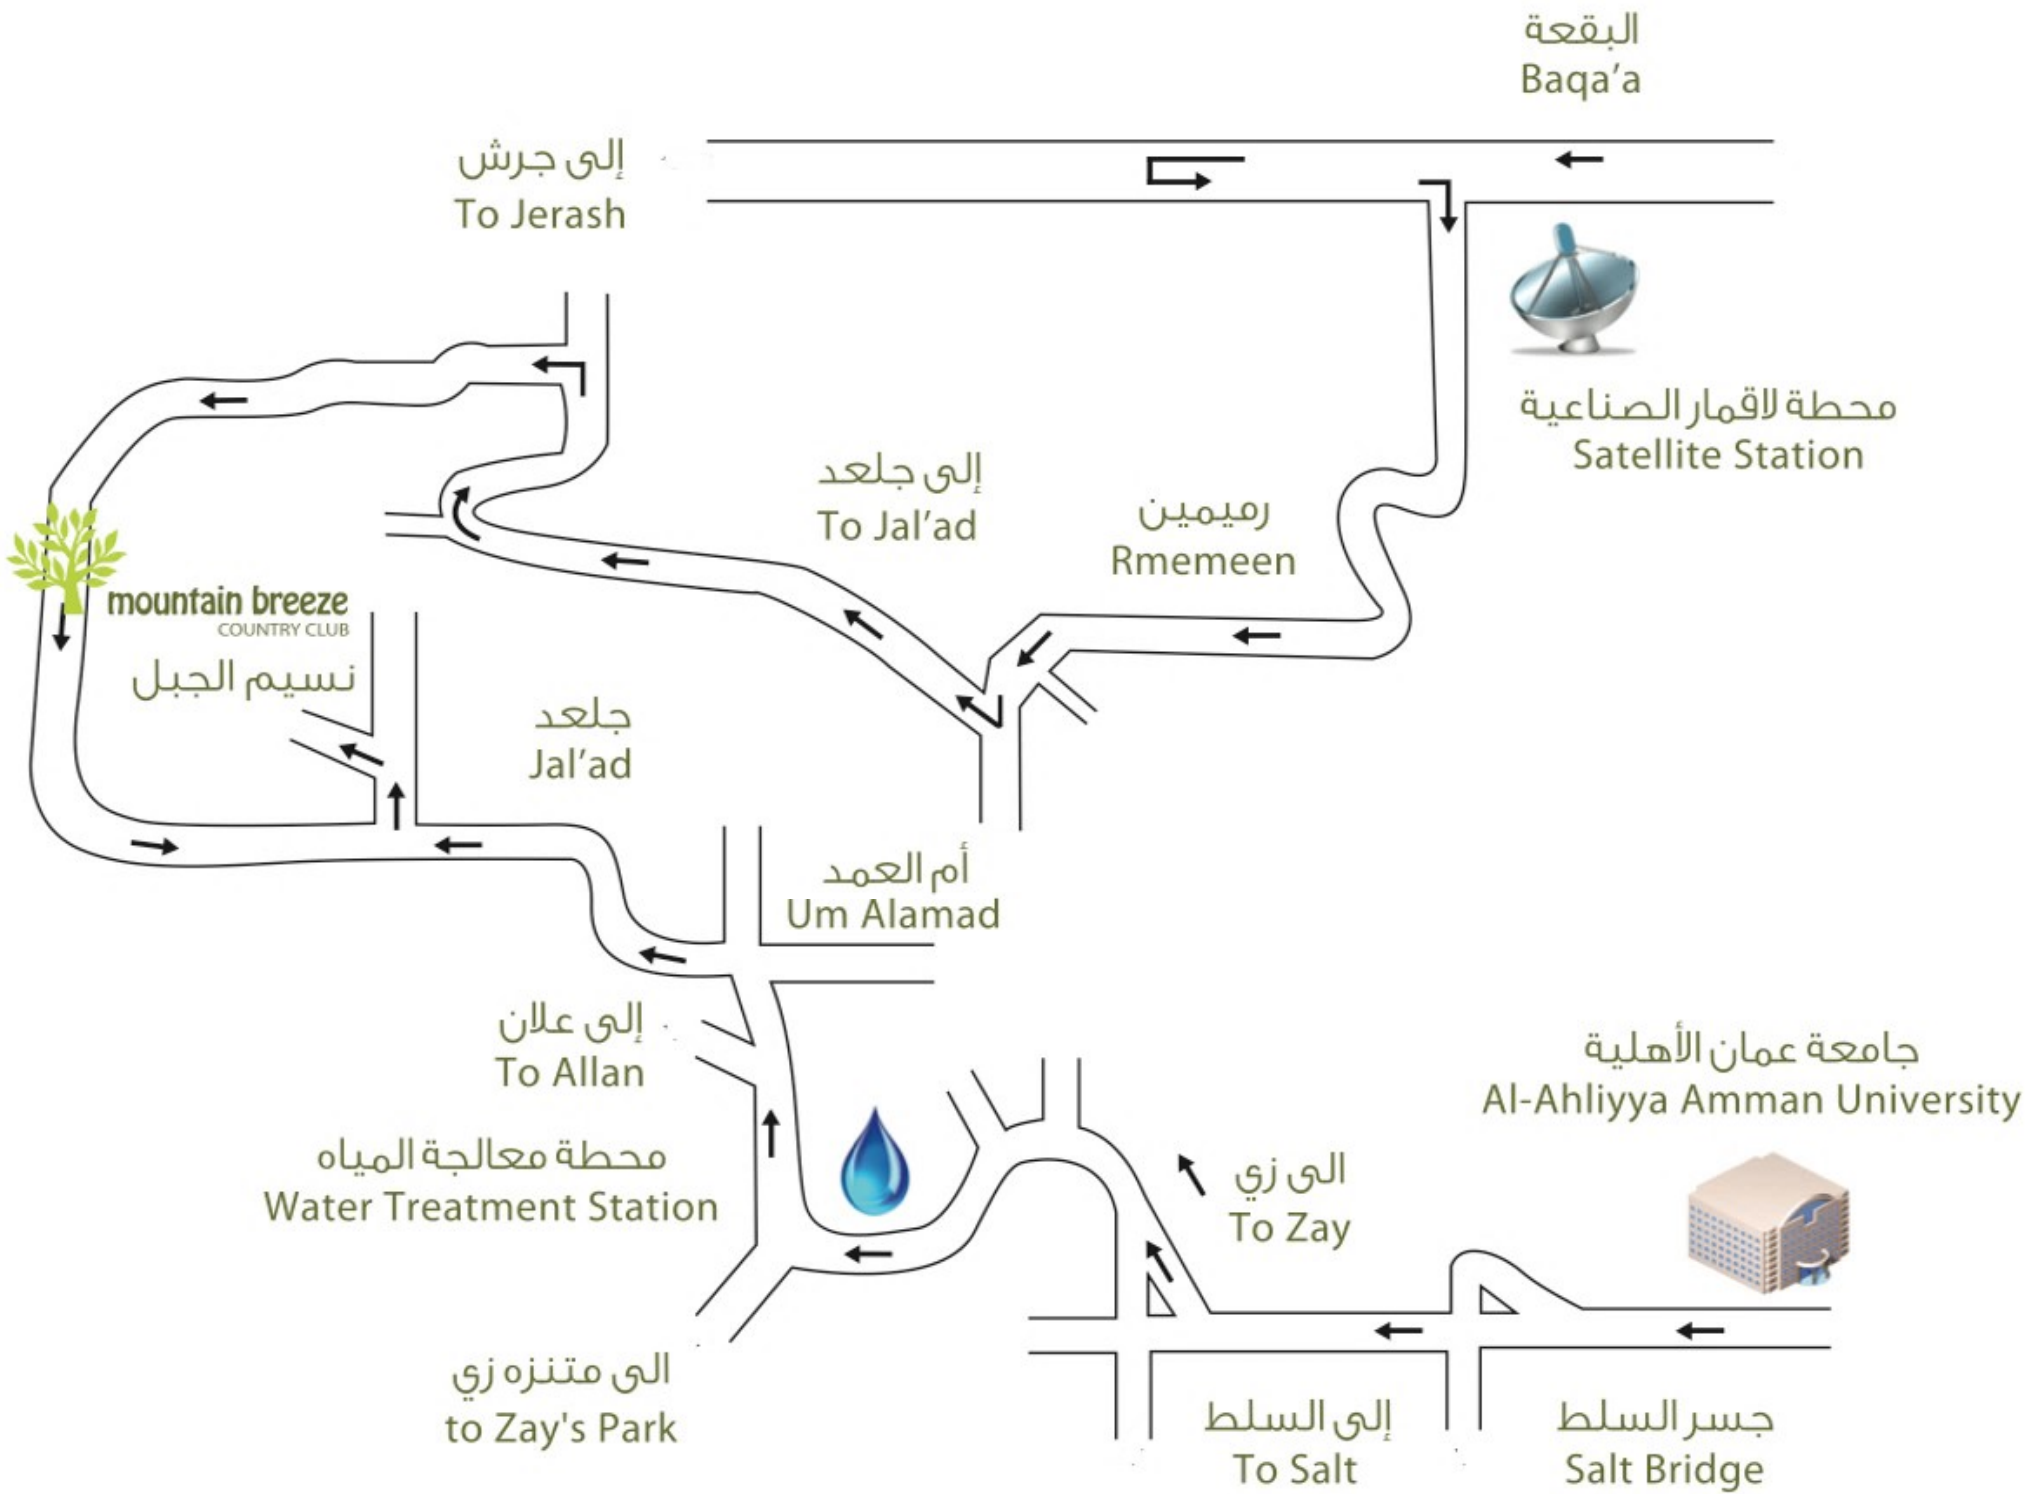 البقعة
Baqa'a
إلى جرش
To Jerash
محطة لاقمار الصناعية
Satellite Station
إلى جلعد
To Jal'ad
رميمين
Rmemeen
mountain breeze
COUNTRY CLUB
نسيم الجبل
جلعد
Jal'ad
أم العمد
Um Alamad
إلى علان
To Allan
جامعة عمان الأهلية
Al-Ahliyya Amman University
محطة معالجة المياه
Water Treatment Station
الى زي
To Zay
الى متنزه زي
to Zay's Park
إلى السلط
To Salt
جسر السلط
Salt Bridge